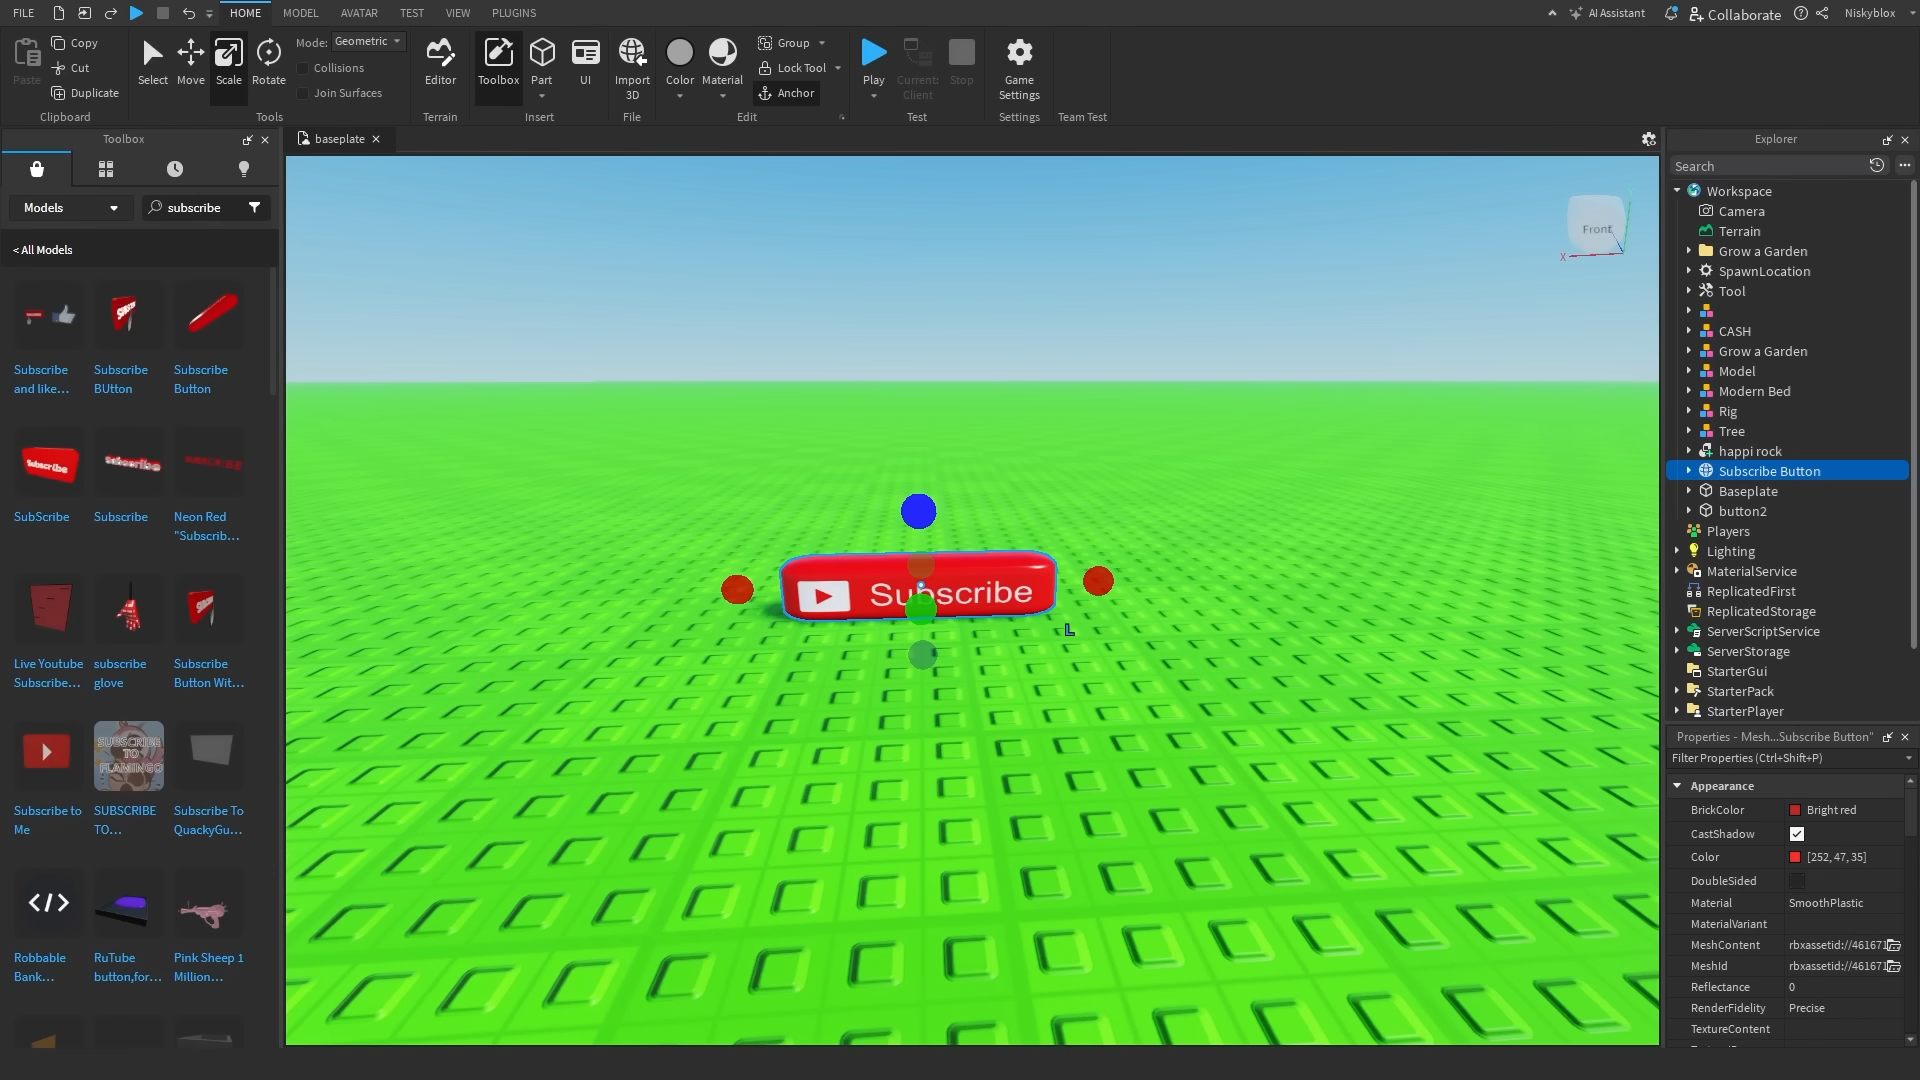 FILE
HOME
MODEL
AVATAR
TEST
VIEW
PLUGINS
AI Assistant
Collaborate
Niskyblox
Paste
Copy
Cut
Duplicate
Clipboard
Select
Move
Scale
Rotate
Mode: Geometric
Collisions
Join Surfaces
Tools
Editor
Terrain
Toolbox
Part
UI
Insert
Import
3D
File
Color
Material
Group
Lock Tool
Anchor
Edit
Play
Current:
Client
Stop
Test
Game
Settings
Settings
Team Test
Toolbox
Models
subscribe
< All Models
Subscribe
and like...
Subscribe
BUtton
Subscribe
Button
SubScribe
Subscribe
Neon Red
"Subscrib...
Live Youtube
Subscribe...
subscribe
glove
Subscribe
Button Wit...
Subscribe to
Me
SUBSCRIBE
TO
FLAMINGO
SUBSCRIBE
TO...
Subscribe To
QuackyGu...
Robbable
Bank...
RuTube
button,for...
Pink Sheep 1
Million...
baseplate
Front
X
Subscribe
Explorer
Search
Workspace
Camera
Terrain
Grow a Garden
SpawnLocation
Tool
CASH
Grow a Garden
Model
Modern Bed
Rig
Tree
happi rock
Subscribe Button
Baseplate
button2
Players
Lighting
MaterialService
ReplicatedFirst
ReplicatedStorage
ServerScriptService
ServerStorage
StarterGui
StarterPack
StarterPlayer
Properties - Mesh...Subscribe Button"
Filter Properties (Ctrl+Shift+P)
Appearance
BrickColor Bright red
CastShadow
Color [252, 47, 35]
DoubleSided
Material SmoothPlastic
MaterialVariant
MeshContent rbxassetid://461671
MeshId rbxassetid://461671
Reflectance 0
RenderFidelity Precise
TextureContent